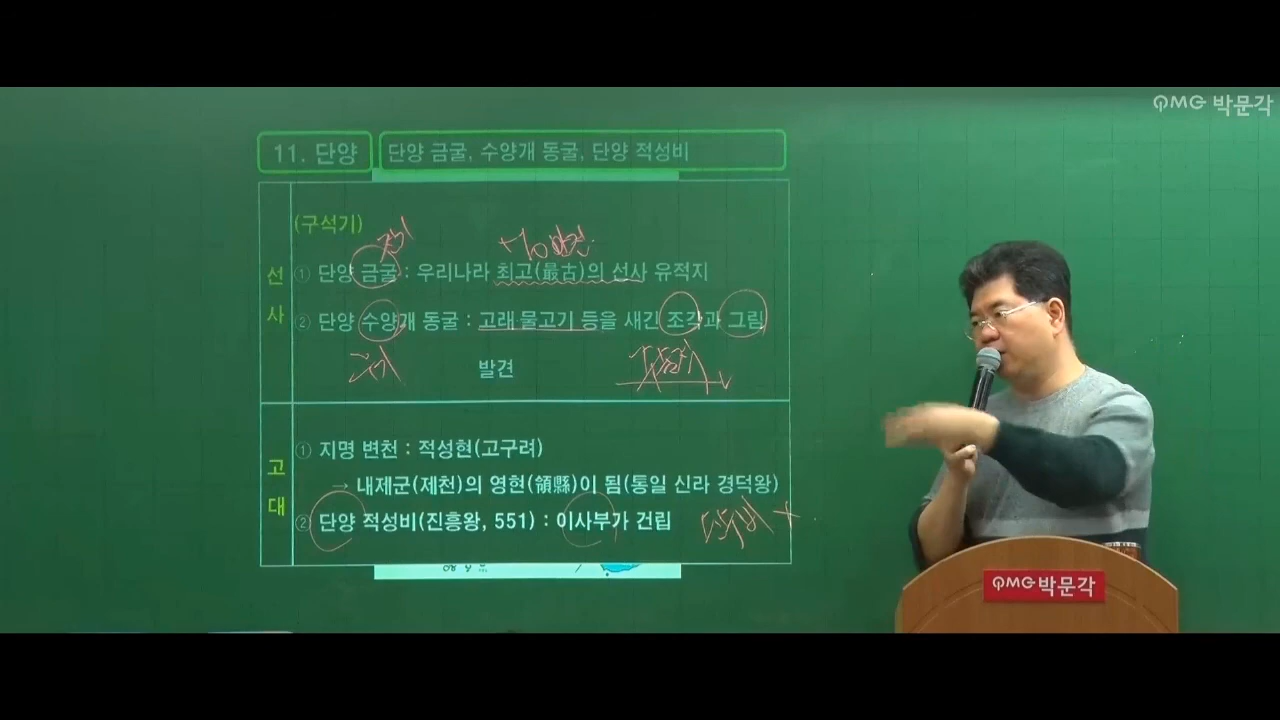 QMG 박문각
11. 단양
단양 금굴, 수양개 동굴, 단양 적성비
선사
(구석기)
① 단양 금굴 : 우리나라 최고(最古)의 선사 유적지
② 단양 수양개 동굴 : 고래 물고기 등을 새긴 조각과 그림
발견
고대
① 지명 변천 : 적성현(고구려)
→ 내제군(제천)의 영현(領縣)이 됨(통일 신라 경덕왕)
② 단양 적성비(진흥왕, 551) : 이사부가 건립
QMG박문각